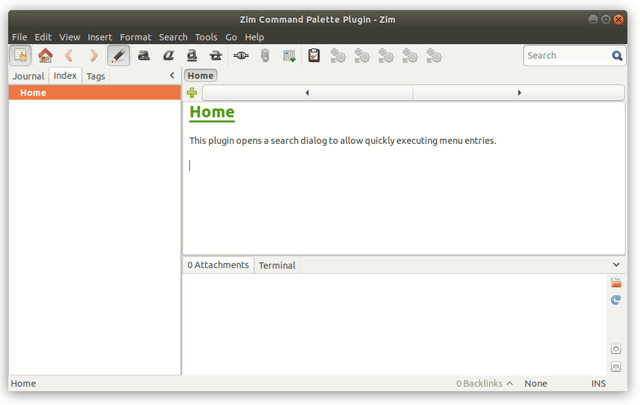 Zim Command Palette Plugin - Zim
File Edit View Insert Format Search Tools Go Help
a a a a Search
Journal Index Tags Home
Home
Home
This plugin opens a search dialog to allow quickly executing menu entries.
0 Attachments Terminal
Home 0 Backlinks None INS